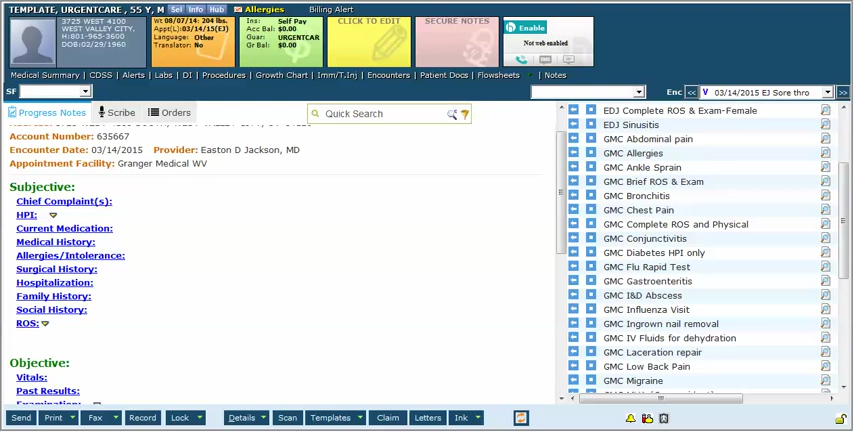 TEMPLATE, URGENTCARE , 55 Y, M Sel Info Hub Allergies Billing Alert
3725 WEST 4100
WEST VALLEY CITY,
H:801-965-3600
DOB:02/29/1960
Wt 08/07/14: 204 lbs.
Appt(L):03/14/15(EJ)
Language: Other
Translator: No
Ins: Self Pay
Acc Bal: $0.00
Guar: URGENTCAR
Gr Bal: $0.00
CLICK TO EDIT
SECURE NOTES
h Enable
Not web enabled
Medical Summary | CDSS | Alerts | Labs | DI | Procedures | Growth Chart | Imm/T.Inj | Encounters | Patient Docs | Flowsheets | Notes
SF Enc << V 03/14/2015 EJ Sore thro >>
Progress Notes Scribe Orders Quick Search
Account Number: 635667
Encounter Date: 03/14/2015 Provider: Easton D Jackson, MD
Appointment Facility: Granger Medical WV
Subjective:
Chief Complaint(s):
HPI:
Current Medication:
Medical History:
Allergies/Intolerance:
Surgical History:
Hospitalization:
Family History:
Social History:
ROS:
Objective:
Vitals:
Past Results:
Examination:
EDJ Complete ROS & Exam-Female
EDJ Sinusitis
GMC Abdominal pain
GMC Allergies
GMC Ankle Sprain
GMC Brief ROS & Exam
GMC Bronchitis
GMC Chest Pain
GMC Complete ROS and Physical
GMC Conjunctivitis
GMC Diabetes HPI only
GMC Flu Rapid Test
GMC Gastroenteritis
GMC I&D Abscess
GMC Influenza Visit
GMC Ingrown nail removal
GMC IV Fluids for dehydration
GMC Laceration repair
GMC Low Back Pain
GMC Migraine
Send Print Fax Record Lock Details Scan Templates Claim Letters Ink